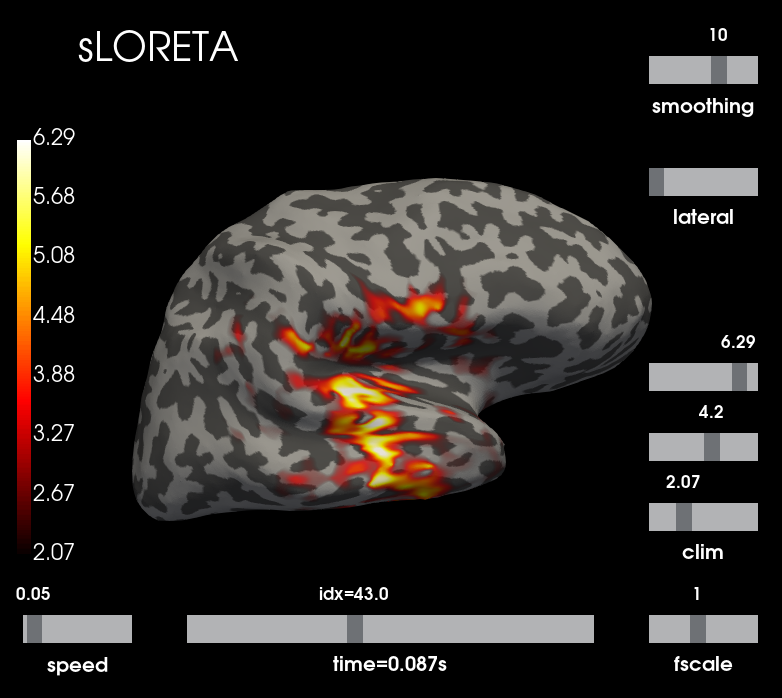 sLORETA
10
smoothing
lateral
6.29
5.68
5.08
4.48
3.88
3.27
2.67
2.07
6.29
4.2
2.07
clim
0.05
speed
idx=43.0
time=0.087s
1
fscale